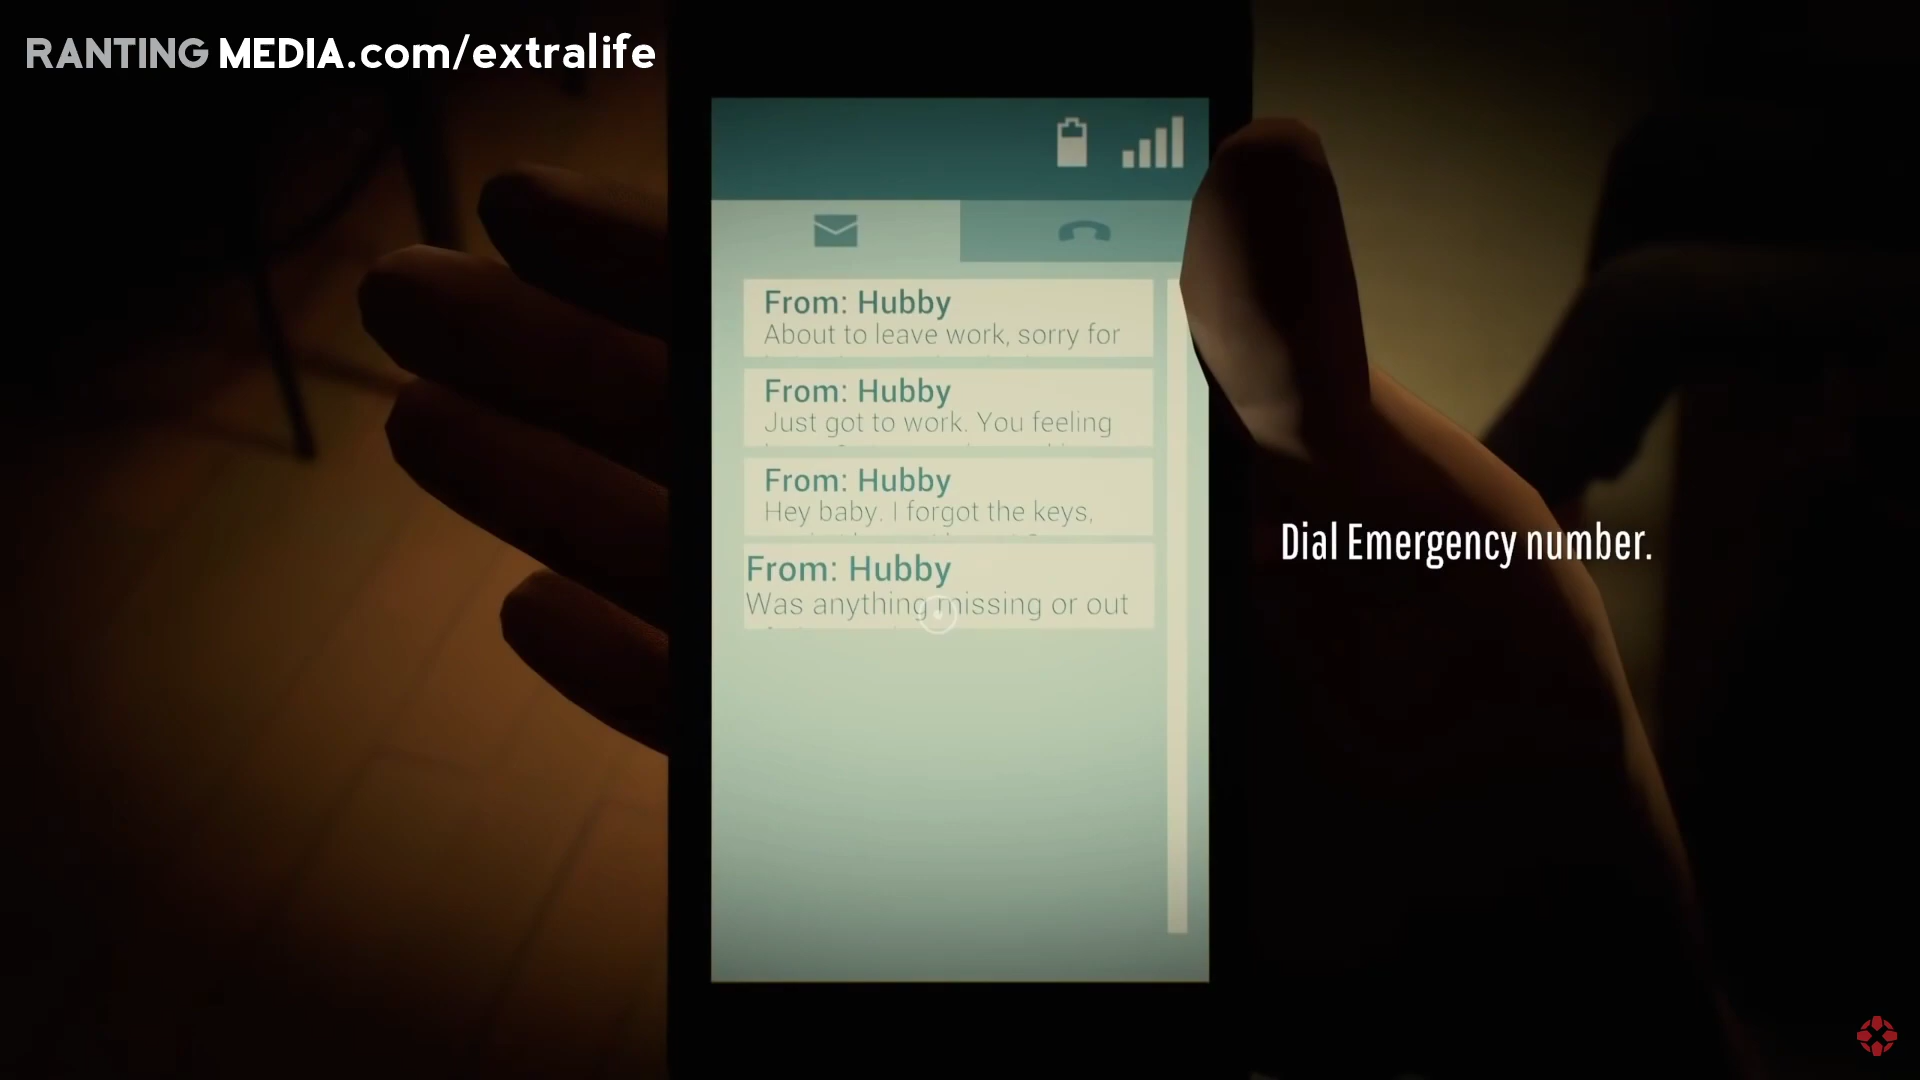 RANTING MEDIA.com/extralife
From: Hubby
About to leave work, sorry for
From: Hubby
Just got to work. You feeling
From: Hubby
Hey baby. I forgot the keys,
From: Hubby
Was anything missing or out
Dial Emergency number.